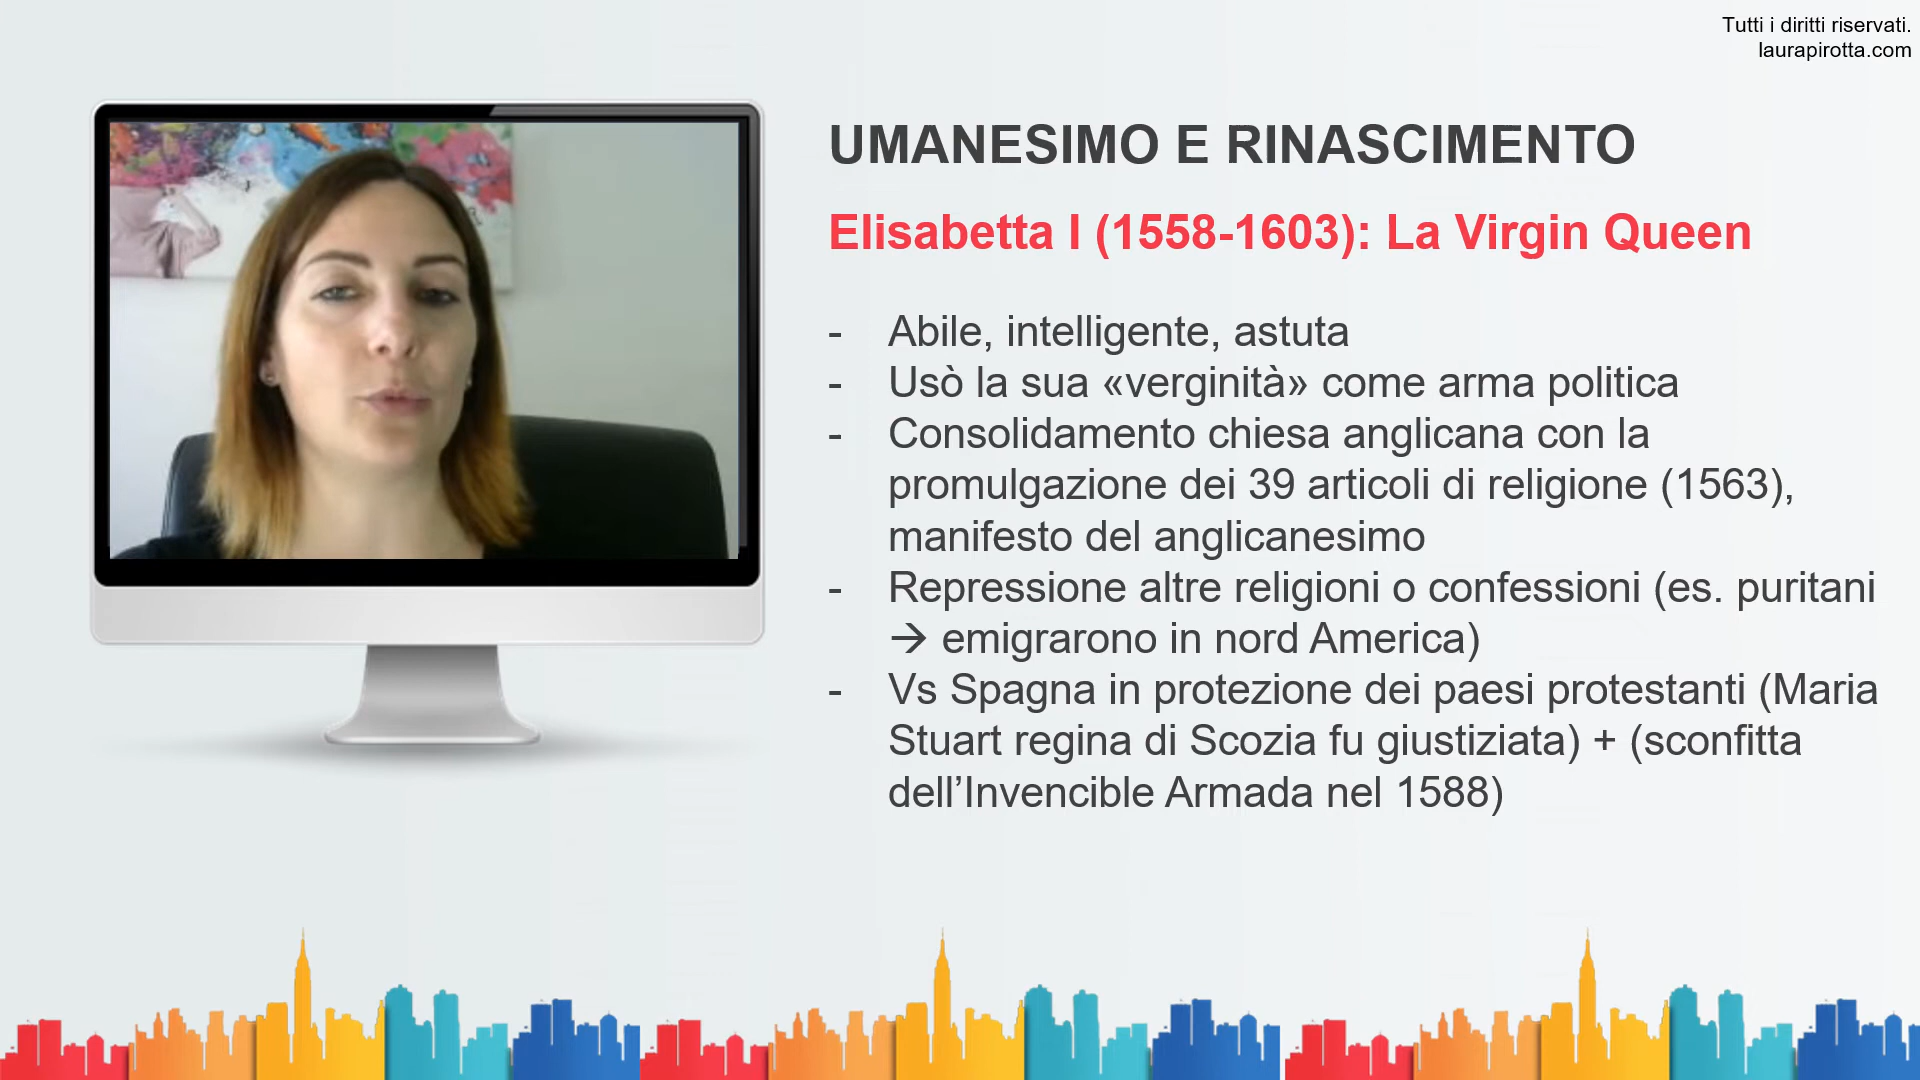 Tutti i diritti riservati.
laurapirotta.com
UMANESIMO E RINASCIMENTO
Elisabetta I (1558-1603): La Virgin Queen
- Abile, intelligente, astuta
- Usò la sua «verginità» come arma politica
- Consolidamento chiesa anglicana con la
promulgazione dei 39 articoli di religione (1563),
manifesto del anglicanesimo
- Repressione altre religioni o confessioni (es. puritani
→ emigrarono in nord America)
- Vs Spagna in protezione dei paesi protestanti (Maria
Stuart regina di Scozia fu giustiziata) + (sconfitta
dell’Invencible Armada nel 1588)